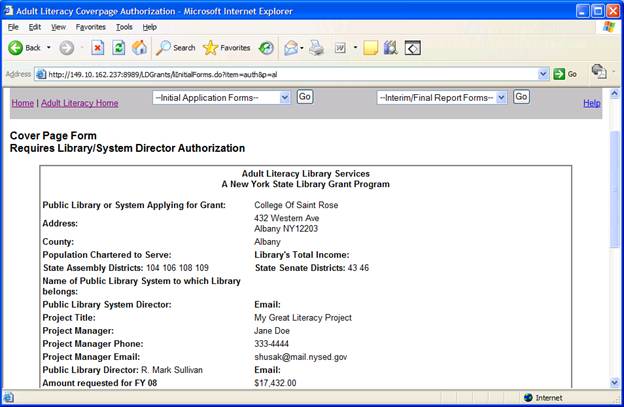 Adult Literacy Coverpage Authorization - Microsoft Internet Explorer
File Edit View Favorites Tools Help
Back Search Favorites
Address http://149.10.162.237:8989/LDGrants/IInitialForms.do?item=auth&p=al Go
Home | Adult Literacy Home --Initial Application Forms-- Go --Interim/Final Report Forms-- Go Help
Cover Page Form
Requires Library/System Director Authorization
Adult Literacy Library Services
A New York State Library Grant Program
Public Library or System Applying for Grant: College Of Saint Rose
Address: 432 Western Ave
Albany NY12203
County: Albany
Population Chartered to Serve: Library's Total Income:
State Assembly Districts: 104 106 108 109 State Senate Districts: 43 46
Name of Public Library System to which Library
belongs:
Public Library System Director: Email:
Project Title: My Great Literacy Project
Project Manager: Jane Doe
Project Manager Phone: 333-4444
Project Manager Email: shusak@mail.nysed.gov
Public Library Director: R. Mark Sullivan Email:
Amount requested for FY 08 $17,432.00
Internet